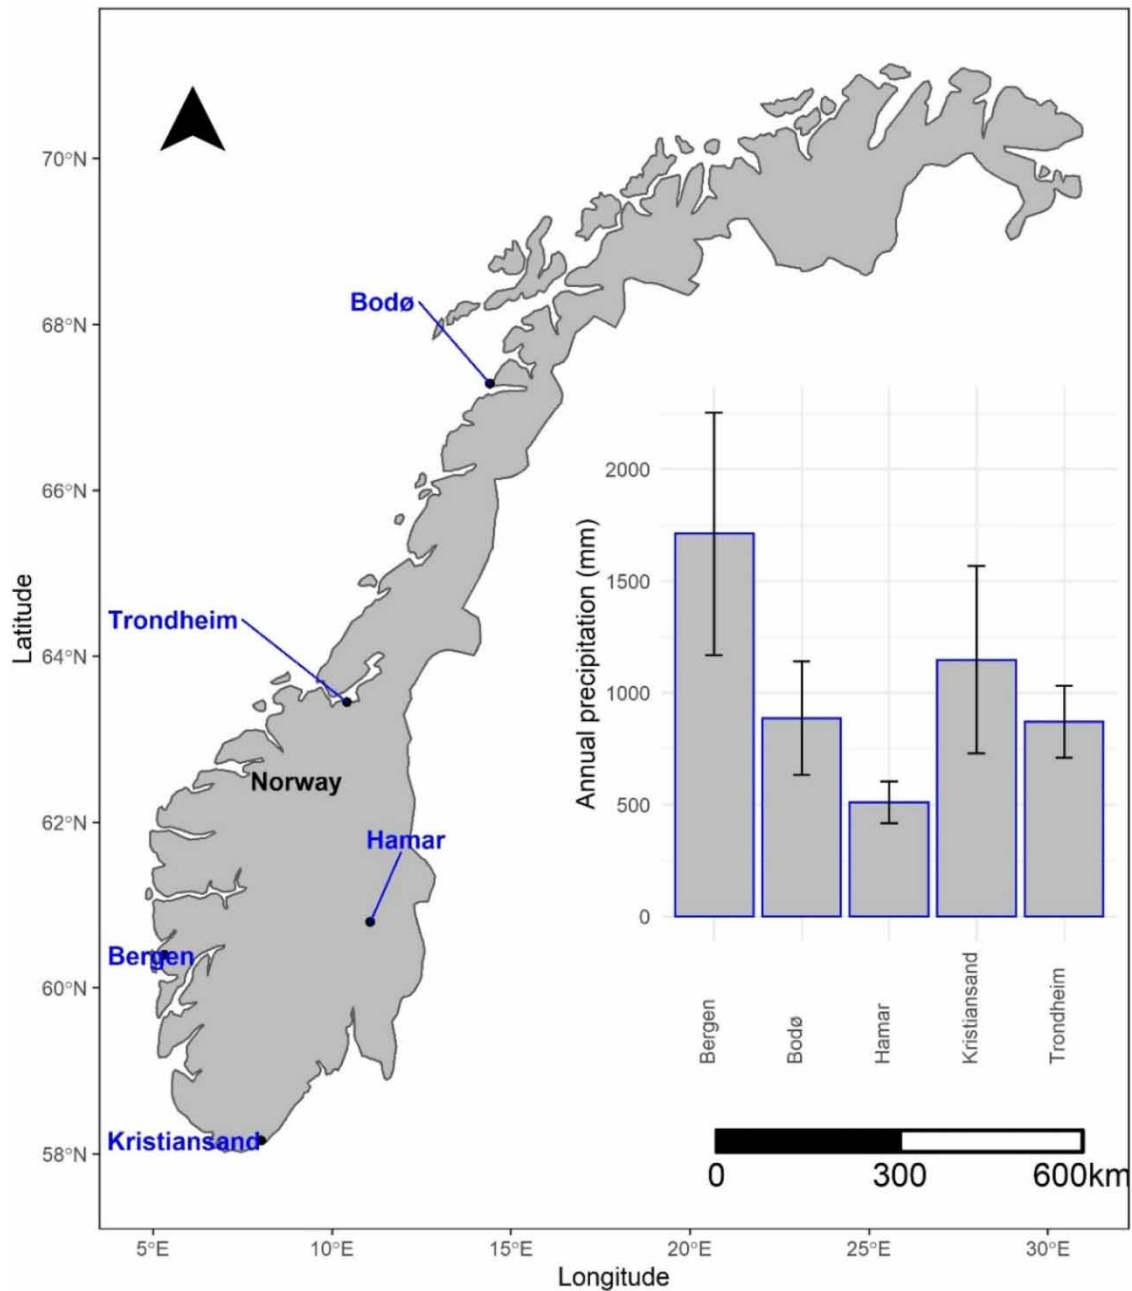 70°N
68°N
66°N
64°N
62°N
60°N
58°N
Latitude
Bodø
Trondheim
Norway
Hamar
Bergen
Kristiansand
Annual precipitation (mm)
2000
1500
1000
500
0
Bergen
Bodø
Hamar
Kristiansand
Trondheim
0 300 600km
5°E 10°E 15°E 20°E 25°E 30°E
Longitude